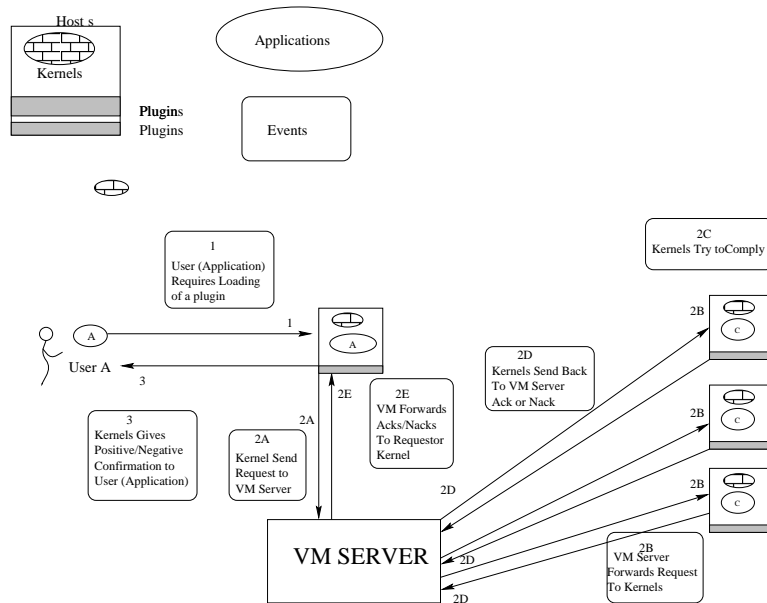 Host s
Kernels
Plugins
Plugins
Applications
Events
1
User (Application)
Requires Loading
of a plugin
2C
Kernels Try toComply
A
User A
1
3
A
2A
2E
3
Kernels Gives
Positive/Negative
Confirmation to
User (Application)
2A
Kernel Send
Request to
VM Server
2E
VM Forwards
Acks/Nacks
To Requestor
Kernel
2D
Kernels Send Back
To VM Server
Ack or Nack
2B
C
2B
C
2B
C
2D
2D
2D
VM SERVER
2B
VM Server
Forwards Request
To Kernels